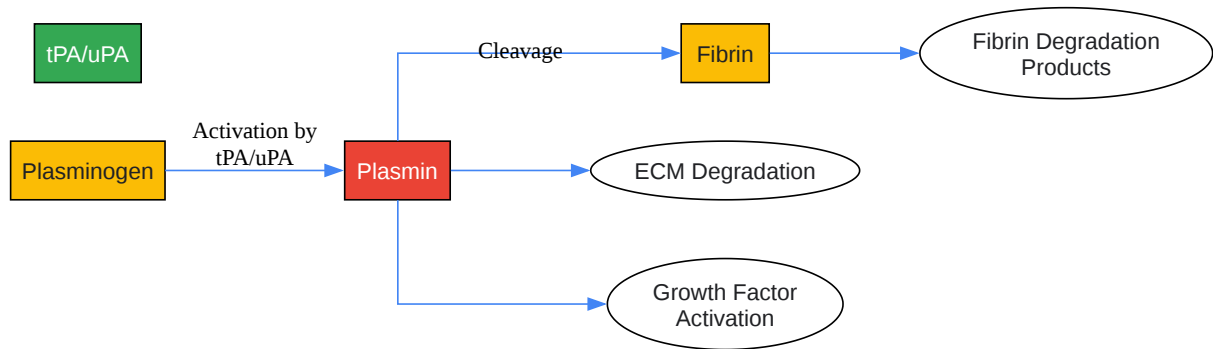 tPA/uPA
Cleavage
Fibrin
Fibrin Degradation
Products
Plasminogen
Activation by
tPA/uPA
Plasmin
ECM Degradation
Growth Factor
Activation